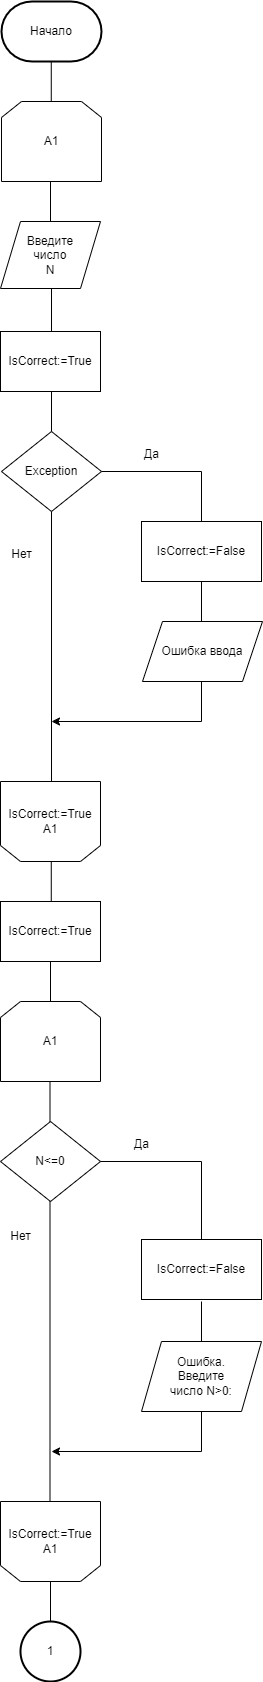 Начало
A1
Введите
число
N
IsCorrect:=True
Exception
Да
Нет
IsCorrect:=False
Ошибка ввода
IsCorrect:=True
A1
IsCorrect:=True
A1
N<=0
Да
Нет
IsCorrect:=False
Ошибка.
Введите
число N>0:
IsCorrect:=True
A1
1